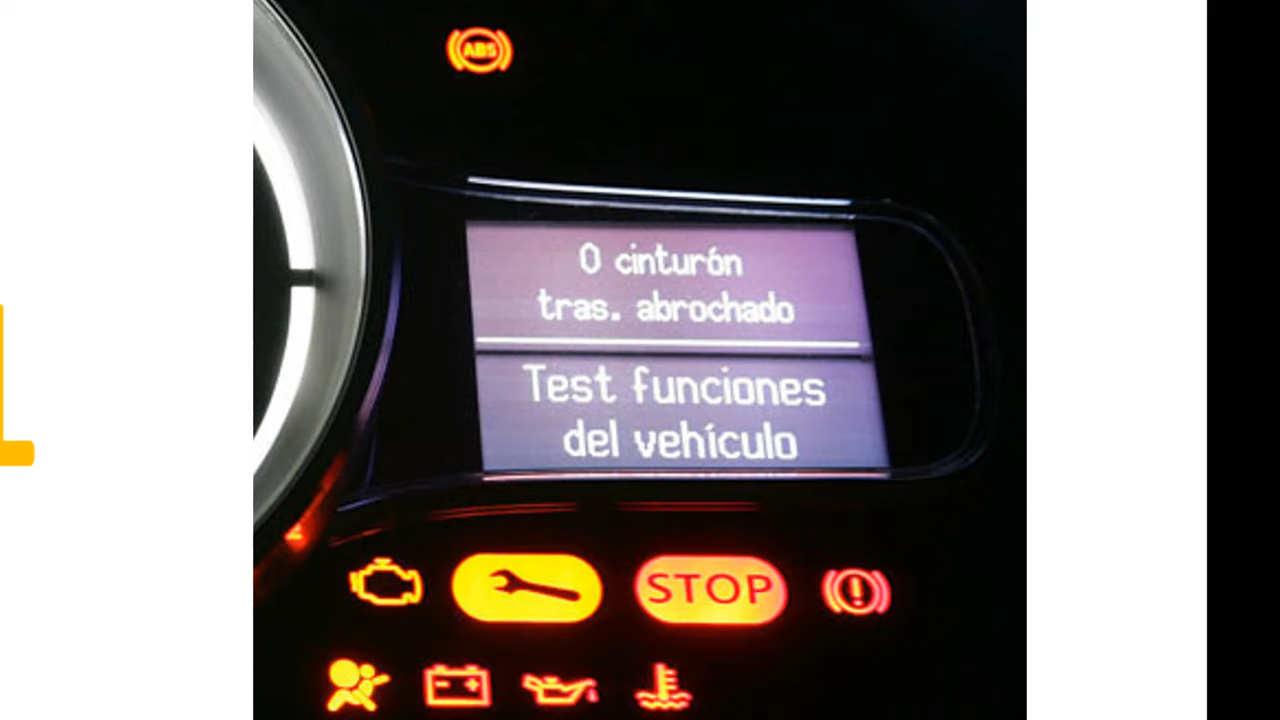 ABS
0 cinturón
tras. abrochado
Test funciones
del vehículo
STOP